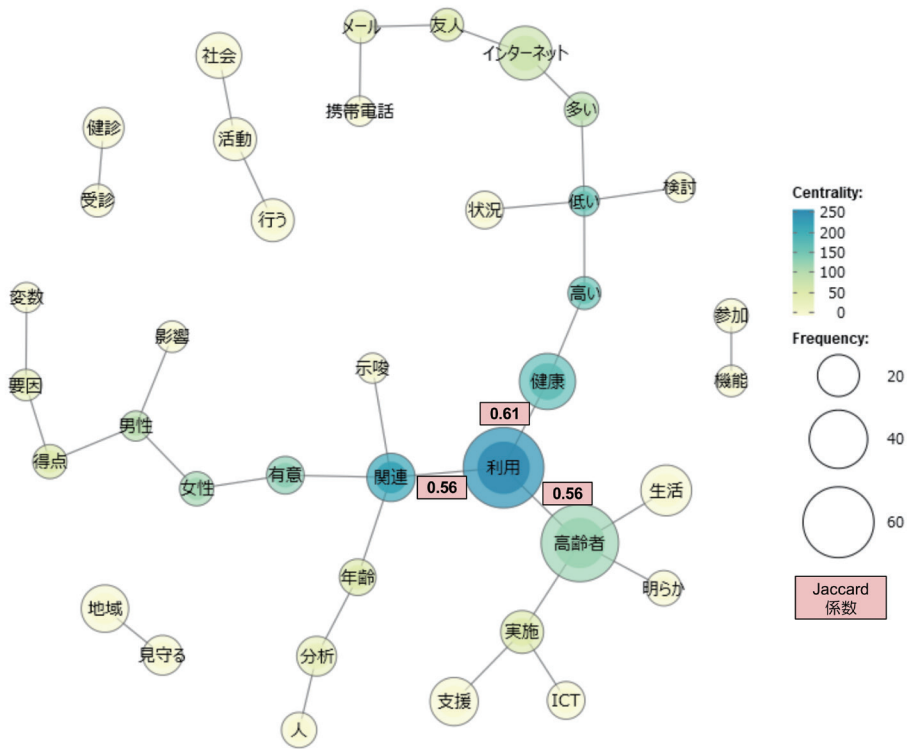 メール
友人
インターネット
社会
携帯電話
多い
健診
活動
受診
行う
状況
低い
検討
高い
変数
影響
参加
機能
要因
示唆
健康
男性
得点
0.61
利用
関連
0.56
0.56
有意
女性
生活
高齢者
年齢
明らか
地域
見守る
実施
分析
支援
ICT
人
Centrality:
250
200
150
100
50
0
Frequency:
20
40
60
Jaccard
係数